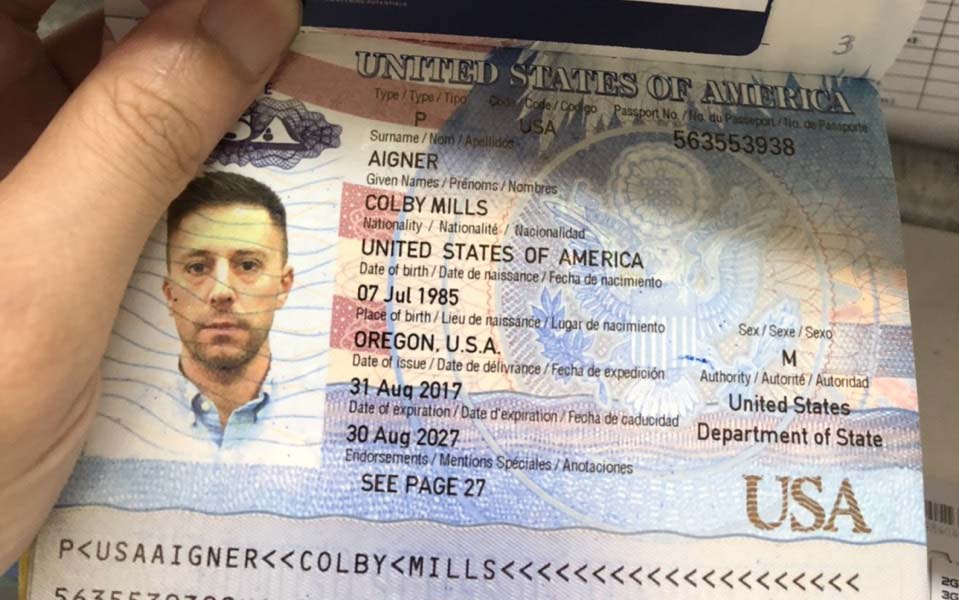 3
UNITED STATES OF AMERICA
Type / Type / Tipo Code / Code / Codigo Passport No. / No. du Passeport / No. de Pasaporte
P USA 563553938
Surname / Nom / Apellidos
AIGNER
Given Names / Prénoms / Nombres
COLBY MILLS
Nationality / Nationalité / Nacionalidad
UNITED STATES OF AMERICA
Date of birth / Date de naissance / Fecha de nacimiento
07 Jul 1985
Place of birth / Lieu de naissance / Lugar de nacimiento
OREGON, U.S.A.
Sex / Sexe / Sexo
M
Date of issue / Date de délivrance / Fecha de expedición
31 Aug 2017
Authority / Autorité / Autoridad
United States
Department of State
Date of expiration / Date d'expiration / Fecha de caducidad
30 Aug 2027
Endorsements / Mentions Spéciales / Anotaciones
SEE PAGE 27
USA
P<USAAIGNER<<COLBY<MILLS<<<<<<<<<<<<<<<<<<<<
2G
3G